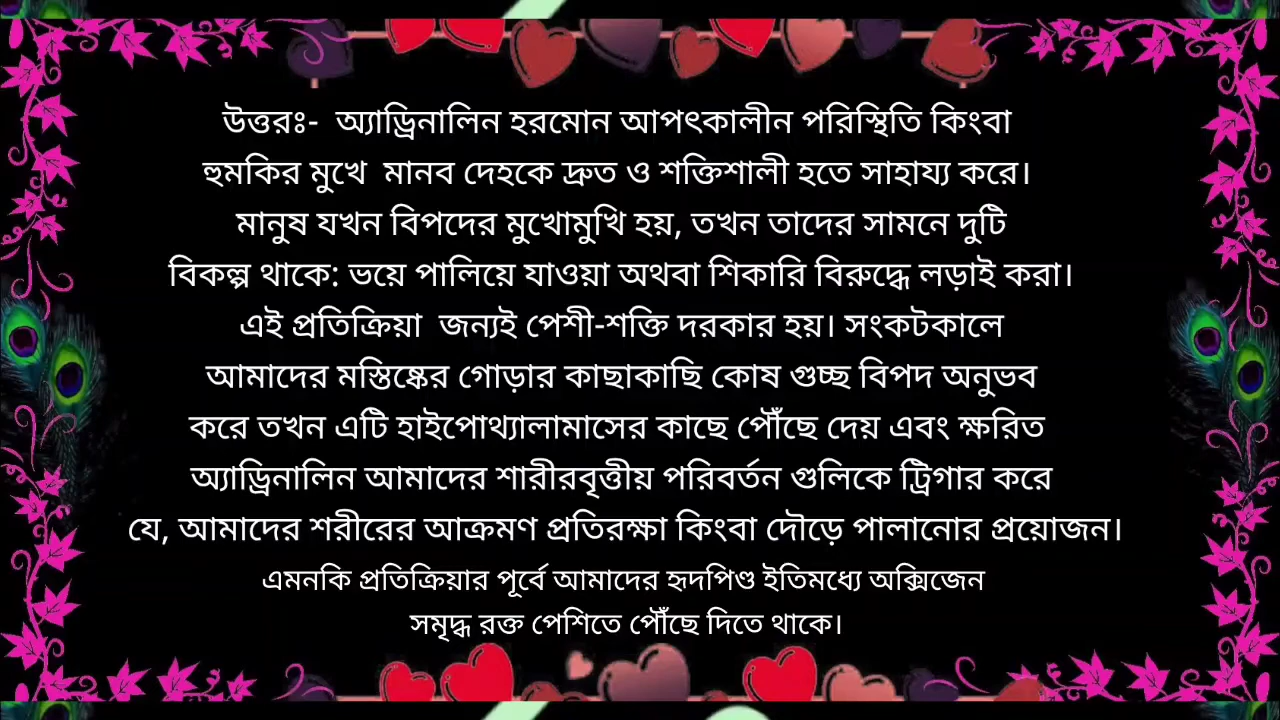 উত্তরঃ- অ্যাড্রিনালিন হরমোন আপৎকালীন পরিস্থিতি কিংবা
হুমকির মুখে মানব দেহকে দ্রুত ও শক্তিশালী হতে সাহায্য করে।
মানুষ যখন বিপদের মুখোমুখি হয়, তখন তাদের সামনে দুটি
বিকল্প থাকে: ভয়ে পালিয়ে যাওয়া অথবা শিকারি বিরুদ্ধে লড়াই করা।
এই প্রতিক্রিয়া জন্যই পেশী-শক্তি দরকার হয়। সংকটকালে
আমাদের মস্তিষ্কের গোড়ার কাছাকাছি কোষ গুচ্ছ বিপদ অনুভব
করে তখন এটি হাইপোথ্যালামাসের কাছে পৌঁছে দেয় এবং ক্ষরিত
অ্যাড্রিনালিন আমাদের শারীরবৃত্তীয় পরিবর্তন গুলিকে ট্রিগার করে
যে, আমাদের শরীরের আক্রমণ প্রতিরক্ষা কিংবা দৌড়ে পালানোর প্রয়োজন।
এমনকি প্রতিক্রিয়ার পূর্বে আমাদের হৃদপিণ্ড ইতিমধ্যে অক্সিজেন
সমৃদ্ধ রক্ত পেশিতে পৌঁছে দিতে থাকে।